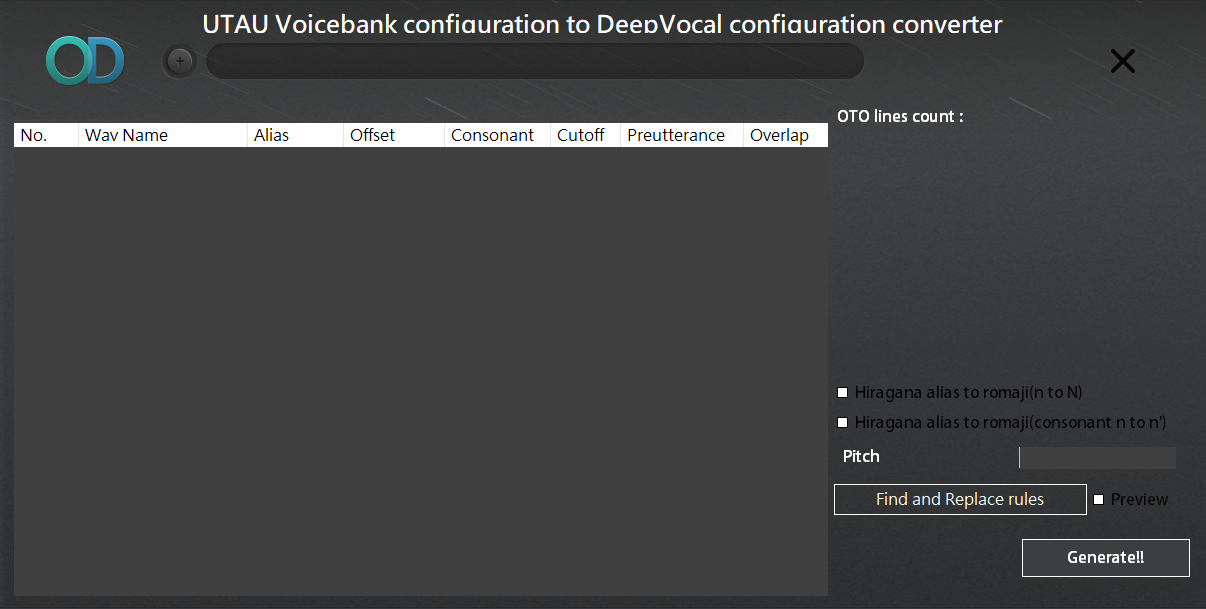 UTAU Voicebank configuration to DeepVocal configuration converter
OD
+
OTO lines count :
No. Wav Name Alias Offset Consonant Cutoff Preutterance Overlap
Hiragana alias to romaji(n to N)
Hiragana alias to romaji(consonant n to n')
Pitch
Find and Replace rules Preview
Generate!!